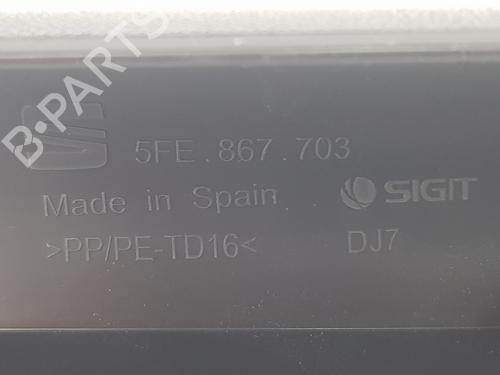 B-PARTS
5FE.867.703
Made in Spain
SIGIT
>PP/PE-TD16<
DJ7